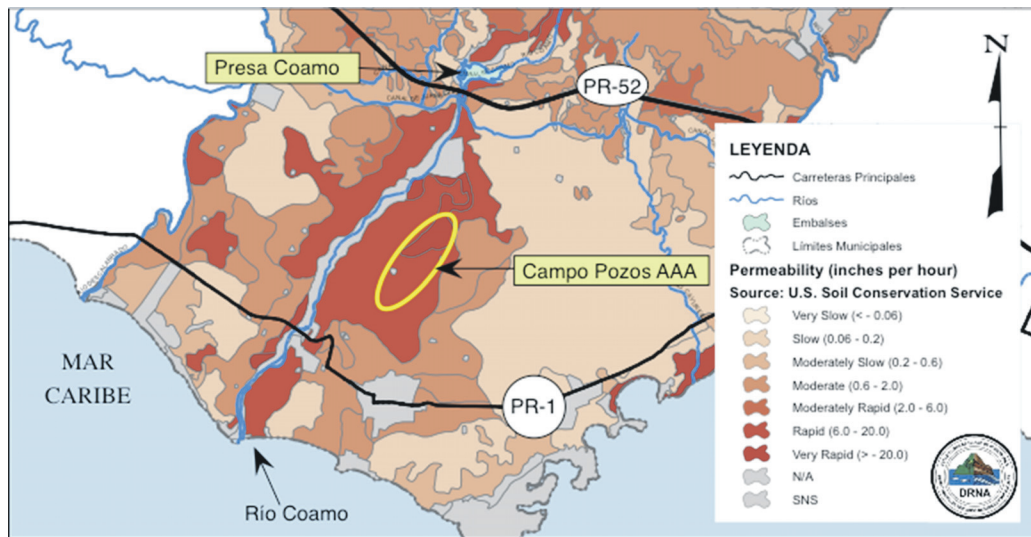 Presa Coamo
PR-52
N
Campo Pozos AAA
MAR
CARIBE
PR-1
Río Coamo
LEYENDA
Carreteras Principales
Ríos
Embalses
Límites Municipales
Permeability (inches per hour)
Source: U.S. Soil Conservation Service
Very Slow (< - 0.06)
Slow (0.06 - 0.2)
Moderately Slow (0.2 - 0.6)
Moderate (0.6 - 2.0)
Moderately Rapid (2.0 - 6.0)
Rapid (6.0 - 20.0)
Very Rapid (> - 20.0)
N/A
SNS
DRNA